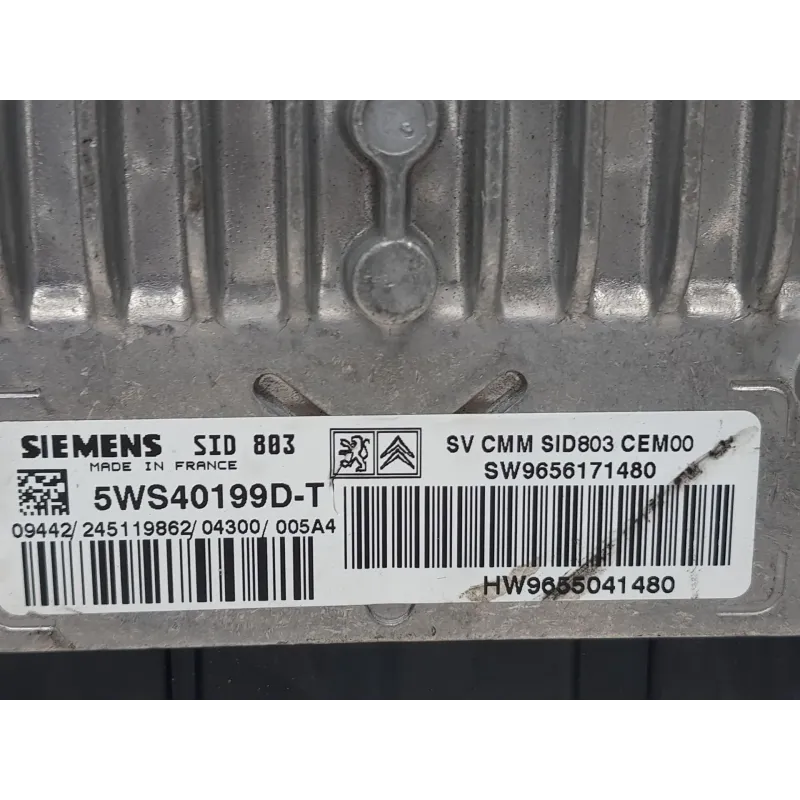 SIEMENS SID 803
MADE IN FRANCE
5WS40199D-T
09442/245119862/04300/005A4
SV CMM SID803 CEM00
SW9656171480
HW9655041480